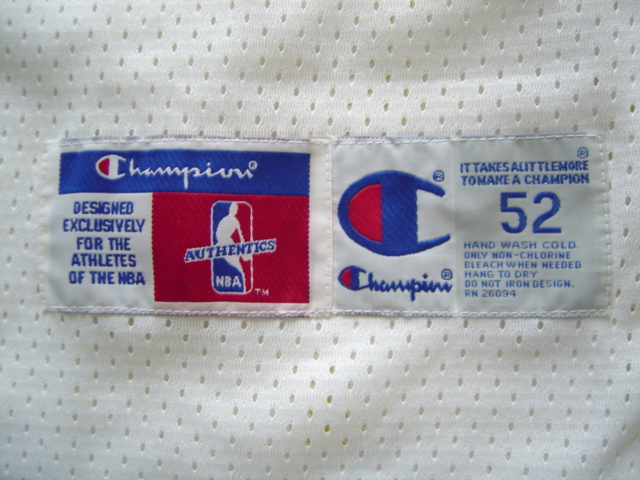 Champion®
DESIGNED
EXCLUSIVELY
FOR THE
ATHLETES
OF THE NBA
AUTHENTICS
NBA
™
®
Champion®
®
IT TAKES A LITTLE MORE
TO MAKE A CHAMPION
52
HAND WASH COLD.
ONLY NON-CHLORINE
BLEACH WHEN NEEDED
HANG TO DRY
DO NOT IRON DESIGN.
RN 26094